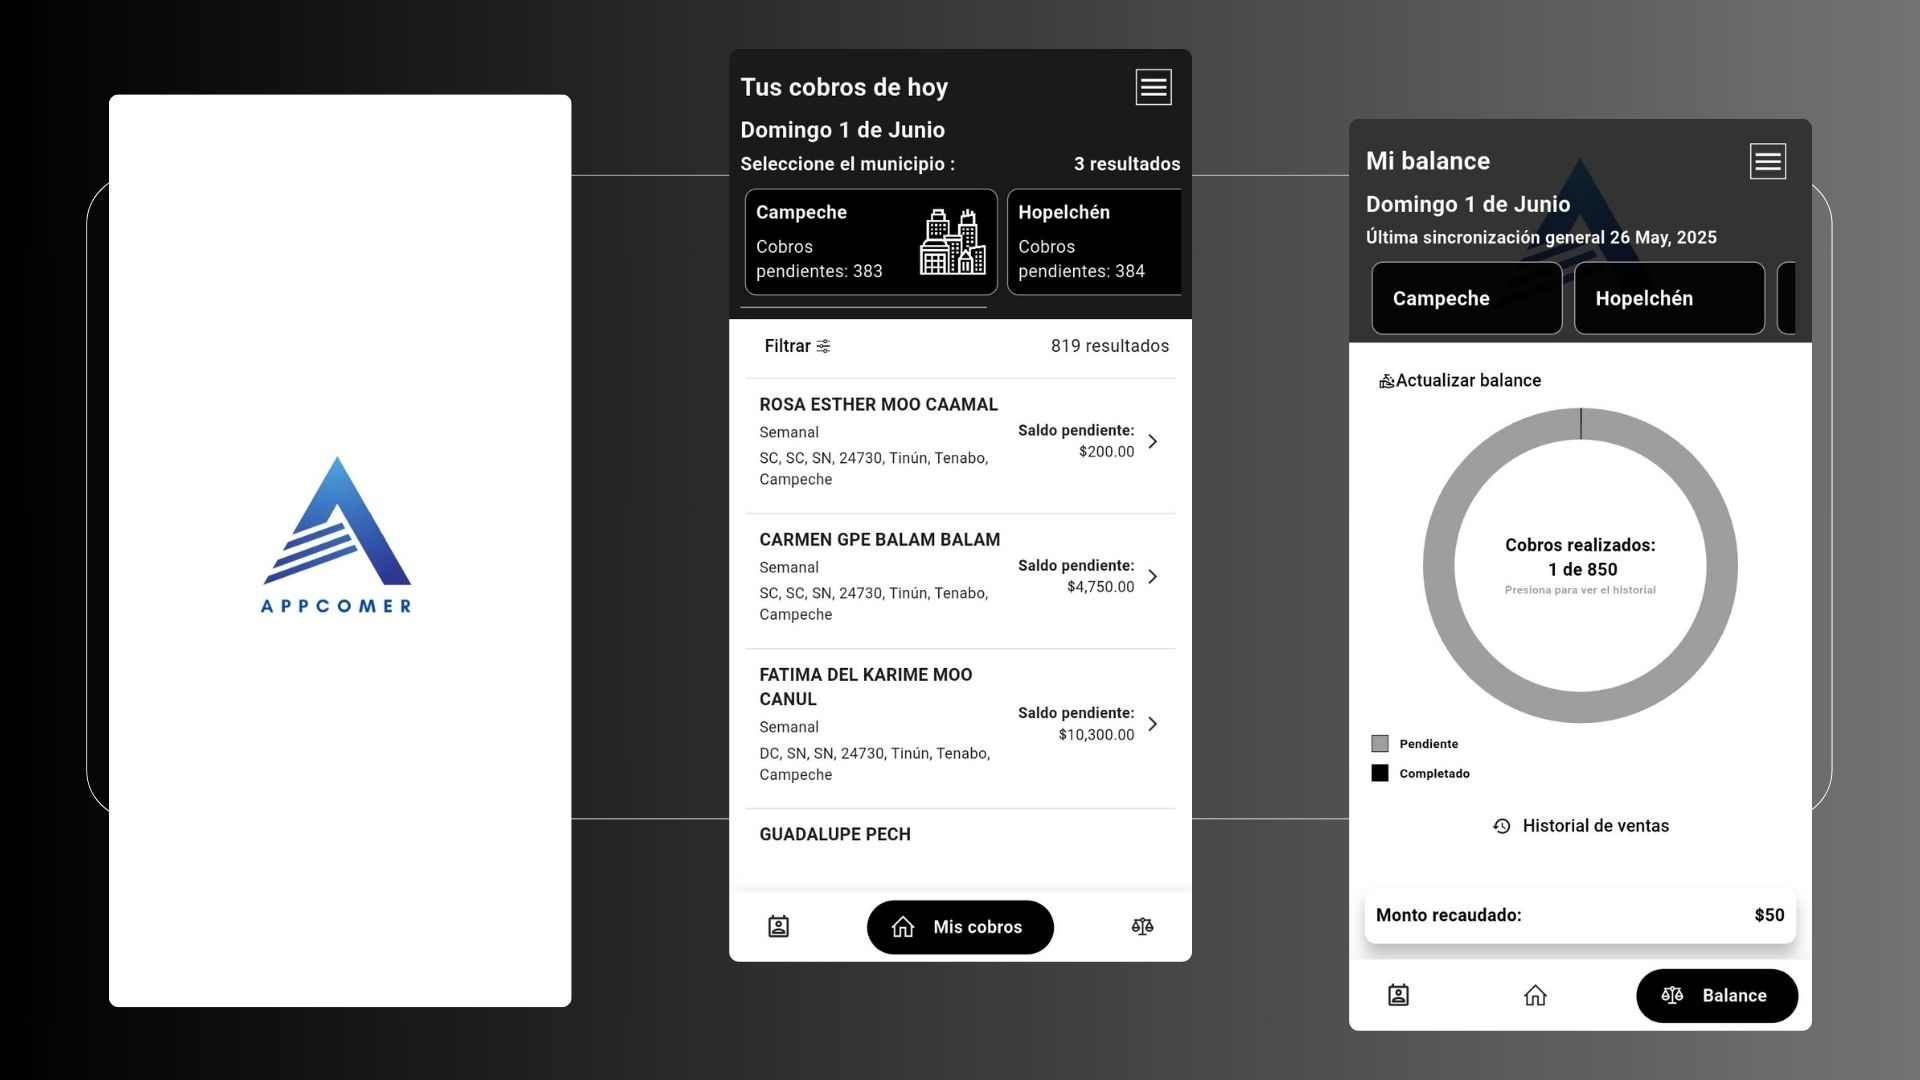 APPCOMER
Tus cobros de hoy
Domingo 1 de Junio
Seleccione el municipio :
3 resultados
Campeche
Cobros
pendientes: 383
Hopelchén
Cobros
pendientes: 384
Filtrar
819 resultados
ROSA ESTHER MOO CAAMAL
Semanal
SC, SC, SN, 24730, Tinún, Tenabo,
Campeche
Saldo pendiente:
$200.00
CARMEN GPE BALAM BALAM
Semanal
SC, SC, SN, 24730, Tinún, Tenabo,
Campeche
Saldo pendiente:
$4,750.00
FATIMA DEL KARIME MOO
CANUL
Semanal
DC, SN, SN, 24730, Tinún, Tenabo,
Campeche
Saldo pendiente:
$10,300.00
GUADALUPE PECH
Mis cobros
Mi balance
Domingo 1 de Junio
Última sincronización general 26 May, 2025
Campeche
Hopelchén
Actualizar balance
Cobros realizados:
1 de 850
Presiona para ver el historial
Pendiente
Completado
Historial de ventas
Monto recaudado:
$50
Balance